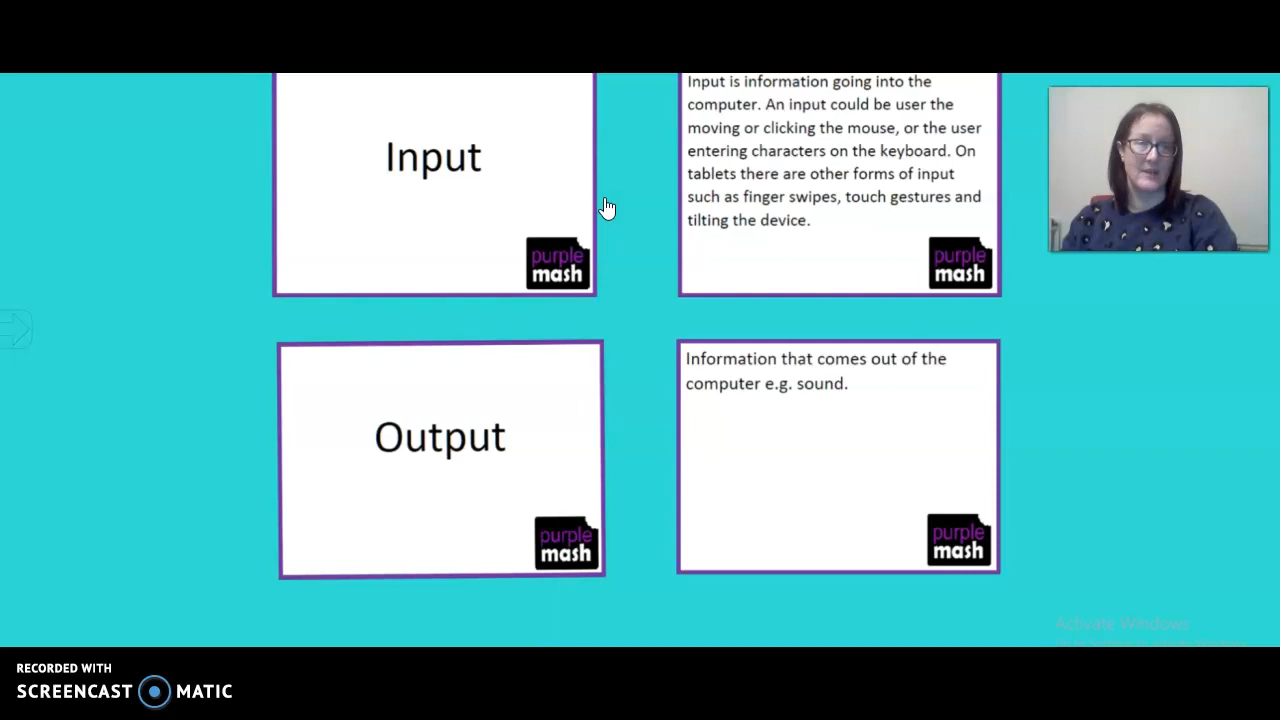 Input
purple
mash
Input is information going into the
computer. An input could be user the
moving or clicking the mouse, or the user
entering characters on the keyboard. On
tablets there are other forms of input
such as finger swipes, touch gestures and
tilting the device.
purple
mash
Output
purple
mash
Information that comes out of the
computer e.g. sound.
purple
mash
Activate Windows
RECORDED WITH
SCREENCAST MATIC